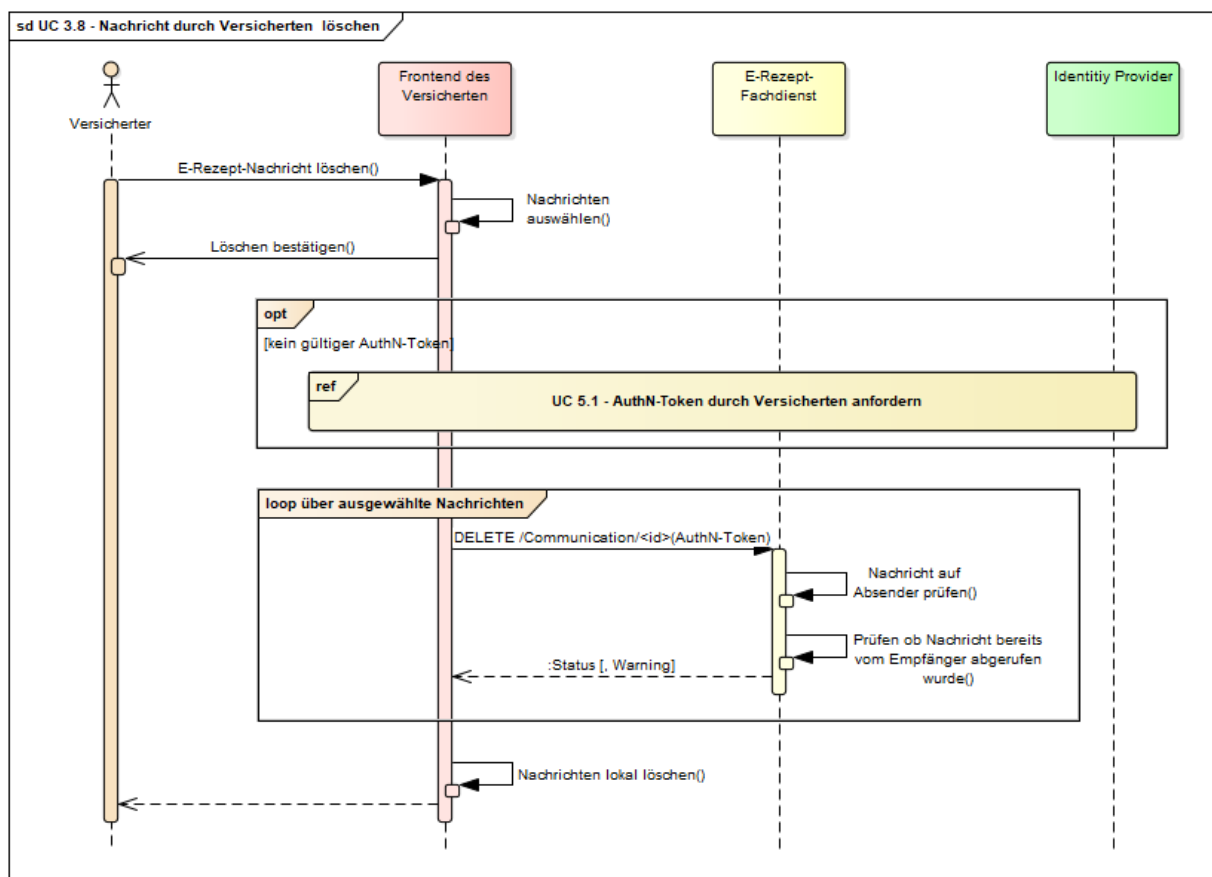 sd UC 3.8 - Nachricht durch Versicherten löschen
Frontend des
Versicherten
E-Rezept-
Fachdienst
Identitiy Provider
Versicherter
E-Rezept-Nachricht löschen()
Nachrichten
auswählen()
Löschen bestätigen()
opt
[kein gültiger AuthN-Token]
ref
UC 5.1 - AuthN-Token durch Versicherten anfordern
loop über ausgewählte Nachrichten
DELETE /Communication/<id>(AuthN-Token)
Nachricht auf
Absender prüfen()
Prüfen ob Nachricht bereits
vom Empfänger abgerufen
wurde()
:Status [, Warning]
Nachrichten lokal löschen()